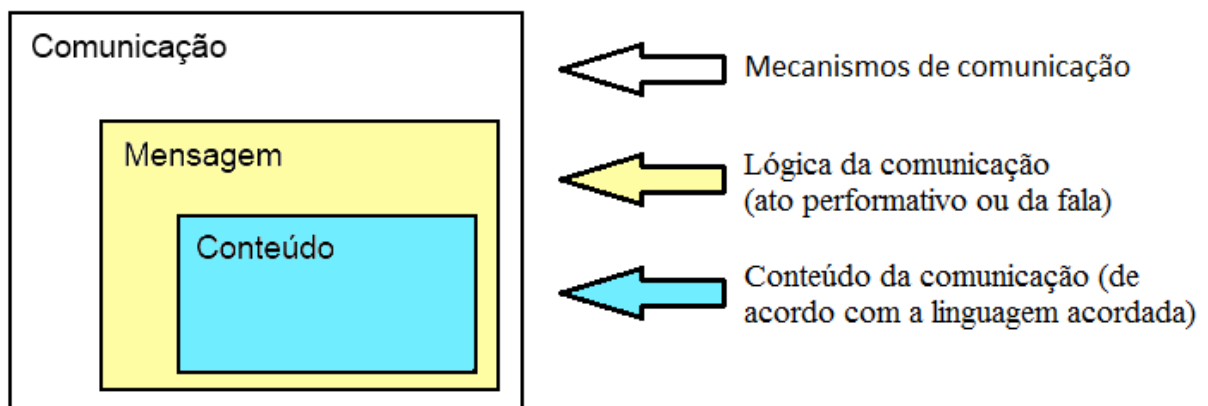 Comunicação
Mecanismos de comunicação
Mensagem
Lógica da comunicação
(ato performativo ou da fala)
Conteúdo
Conteúdo da comunicação (de
acordo com a linguagem acordada)